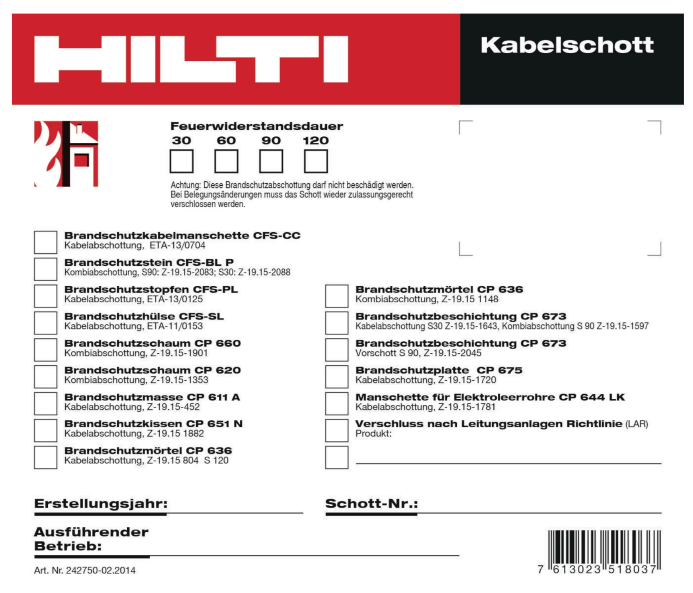 HILTI
Kabelschott
Feuerwiderstandsdauer
30 60 90 120
Achtung: Diese Brandschutzabschottung darf nicht beschädigt werden.
Bei Belegungsänderungen muss das Schott wieder zulassungsgerecht
verschlossen werden.
Brandschutzkabelmanschette CFS-CC
Kabelabschottung, ETA-13/0704
Brandschutzstein CFS-BL P
Kombiabschottung, S90: Z-19.15-2083; S30: Z-19.15-2088
Brandschutzstopfen CFS-PL
Kabelabschottung, ETA-13/0125
Brandschutzhülse CFS-SL
Kabelabschottung, ETA-11/0153
Brandschutzschaum CP 660
Kombiabschottung, Z-19.15-1901
Brandschutzschaum CP 620
Kombiabschottung, Z-19.15-1353
Brandschutzmasse CP 611 A
Kabelabschottung, Z-19.15-452
Brandschutzkissen CP 651 N
Kabelabschottung, Z-19.15 1882
Brandschutzmörtel CP 636
Kabelabschottung, Z-19.15 804 S 120
Brandschutzmörtel CP 636
Kombiabschottung, Z-19.15 1148
Brandschutzbeschichtung CP 673
Kabelabschottung S30 Z-19.15-1643, Kombiabschottung S 90 Z-19.15-1597
Brandschutzbeschichtung CP 673
Vorschott S 90, Z-19.15-2045
Brandschutzplatte CP 675
Kabelabschottung, Z-19.15-1720
Manschette für Elektroleerrohre CP 644 LK
Kabelabschottung, Z-19.15-1781
Verschluss nach Leitungsanlagen Richtlinie (LAR)
Produkt:
Erstellungsjahr:
Schott-Nr.:
Ausführender
Betrieb:
Art. Nr. 242750-02.2014
7 613023 518037